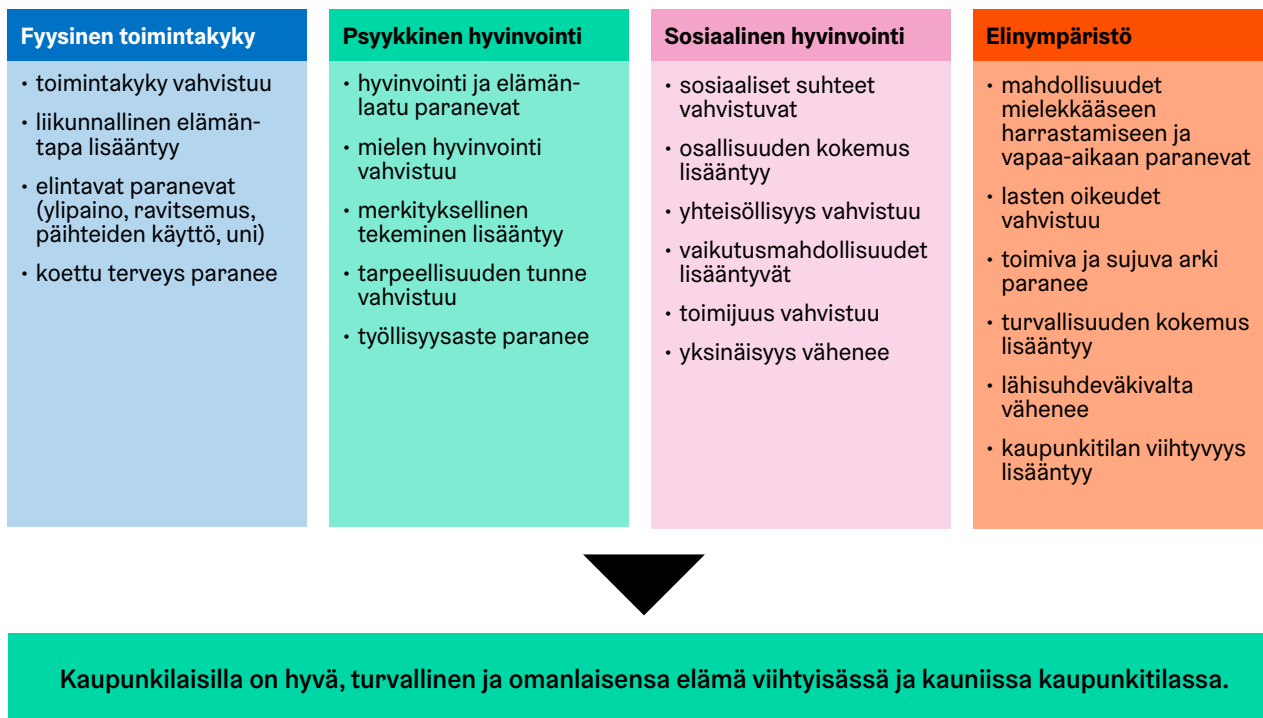 Fyysinen toimintakyky
• toimintakyky vahvistuu
• liikunnallinen elämän-
tapa lisääntyy
• elintavat paranevat
(ylipaino, ravitsemus,
päihteiden käyttö, uni)
• koettu terveys paranee
Psyykkinen hyvinvointi
• hyvinvointi ja elämän-
laatu paranevat
• mielen hyvinvointi
vahvistuu
• merkityksellinen
tekeminen lisääntyy
• tarpeellisuuden tunne
vahvistuu
• työllisyysaste paranee
Sosiaalinen hyvinvointi
• sosiaaliset suhteet
vahvistuvat
• osallisuuden kokemus
lisääntyy
• yhteisöllisyys vahvistuu
• vaikutusmahdollisuudet
lisääntyvät
• toimijuus vahvistuu
• yksinäisyys vähenee
Elinympäristö
• mahdollisuudet
mielekkääseen
harrastamiseen ja
vapaa-aikaan paranevat
• lasten oikeudet
vahvistuu
• toimiva ja sujuva arki
paranee
• turvallisuuden kokemus
lisääntyy
• lähisuhdeväkivalta
vähenee
• kaupunkitilan viihtyvyys
lisääntyy
Kaupunkilaisilla on hyvä, turvallinen ja omanlaisensa elämä viihtyisässä ja kauniissa kaupunkitilassa.